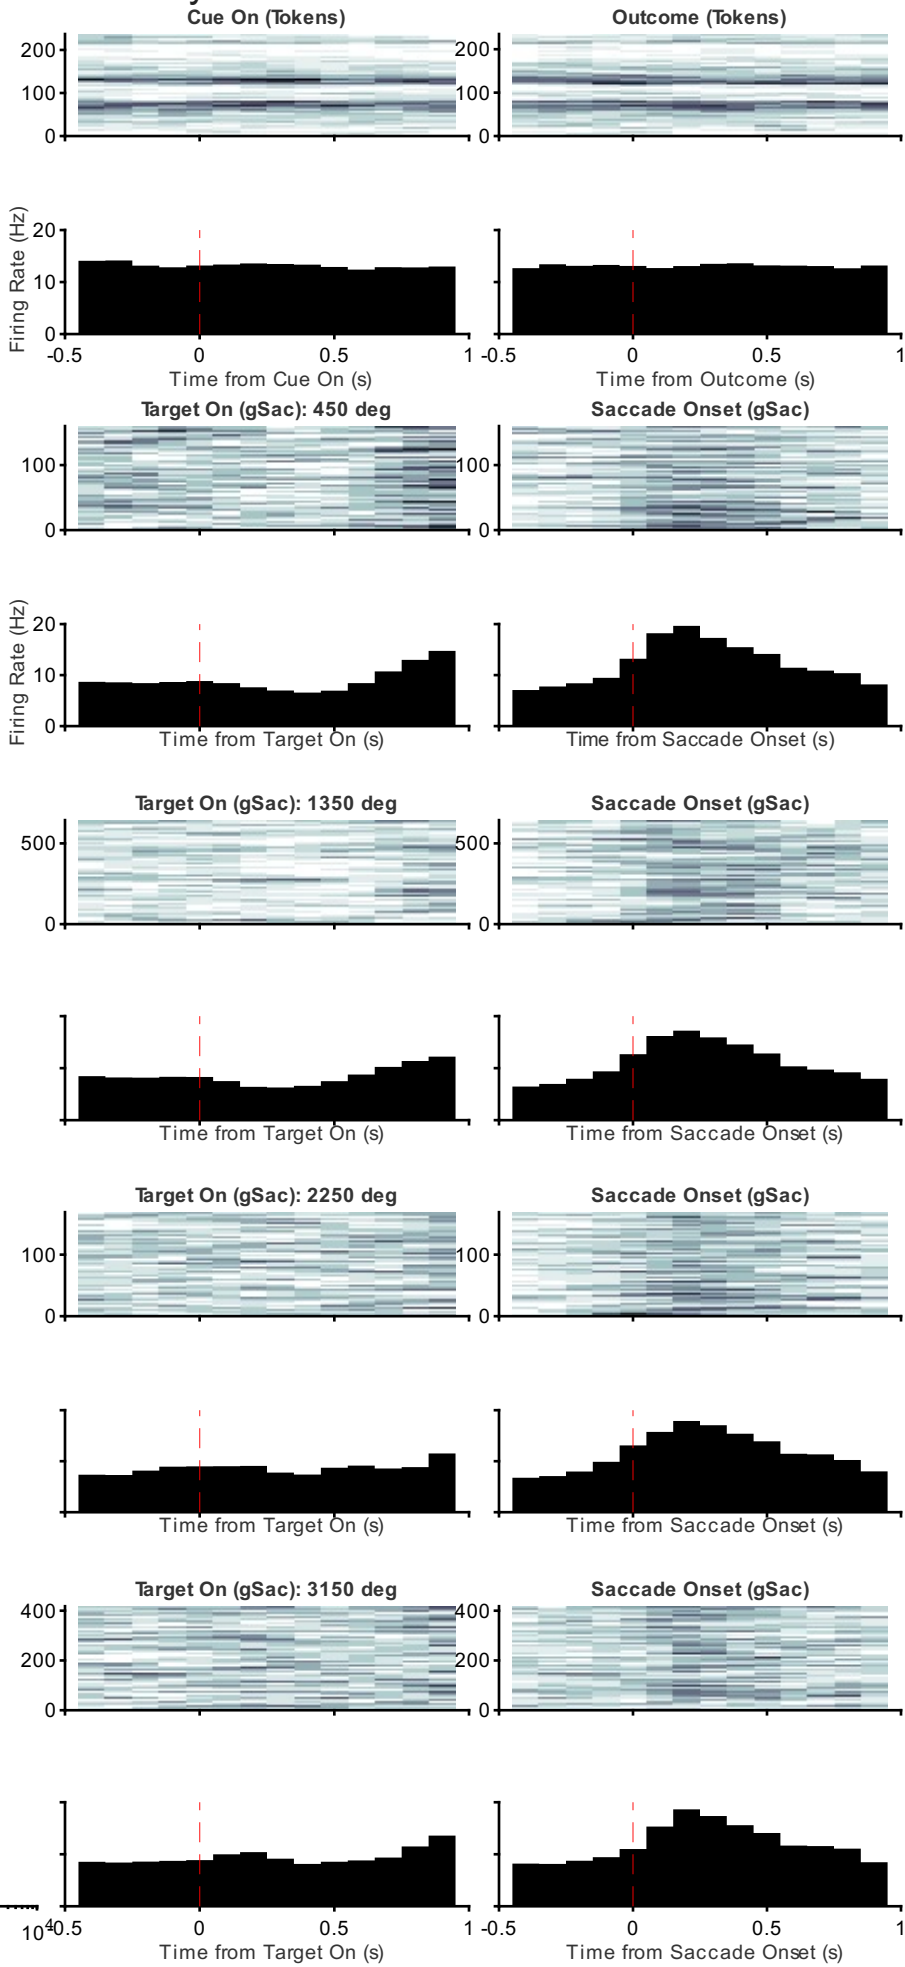 Cue On (Tokens) Outcome (Tokens)
200 200
100 100
0 0
Firing Rate (Hz)
20
10
0
-0.5 0 0.5 1 -0.5 0 0.5 1
Time from Cue On (s) Time from Outcome (s)
Target On (gSac): 450 deg Saccade Onset (gSac)
100 100
0 0
Firing Rate (Hz)
20
10
0
Time from Target On (s) Time from Saccade Onset (s)
Target On (gSac): 1350 deg Saccade Onset (gSac)
500 500
0 0
Time from Target On (s) Time from Saccade Onset (s)
Target On (gSac): 2250 deg Saccade Onset (gSac)
100 100
0 0
Time from Target On (s) Time from Saccade Onset (s)
Target On (gSac): 3150 deg Saccade Onset (gSac)
400 400
200 200
0 0
10⁴ -0.5 0 0.5 1 -0.5 0 0.5 1
Time from Target On (s) Time from Saccade Onset (s)